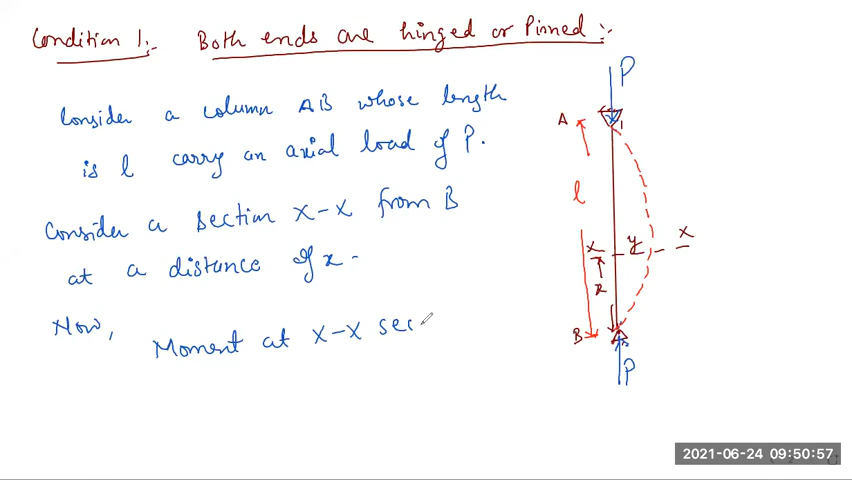 Condition 1:- Both ends are hinged or Pinned:-
Consider a column AB whose length
is l carry an axial load of P.
Consider a section X-X from B
at a distance of x.
Now,
Moment at X-X sec
P
A
l
X
y
X
x
B
P
2021-06-24 09:50:57